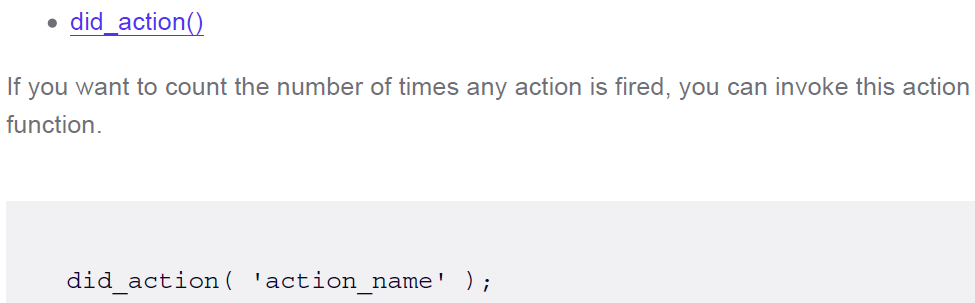 did_action()
If you want to count the number of times any action is fired, you can invoke this action
function.
did_action( 'action_name' );